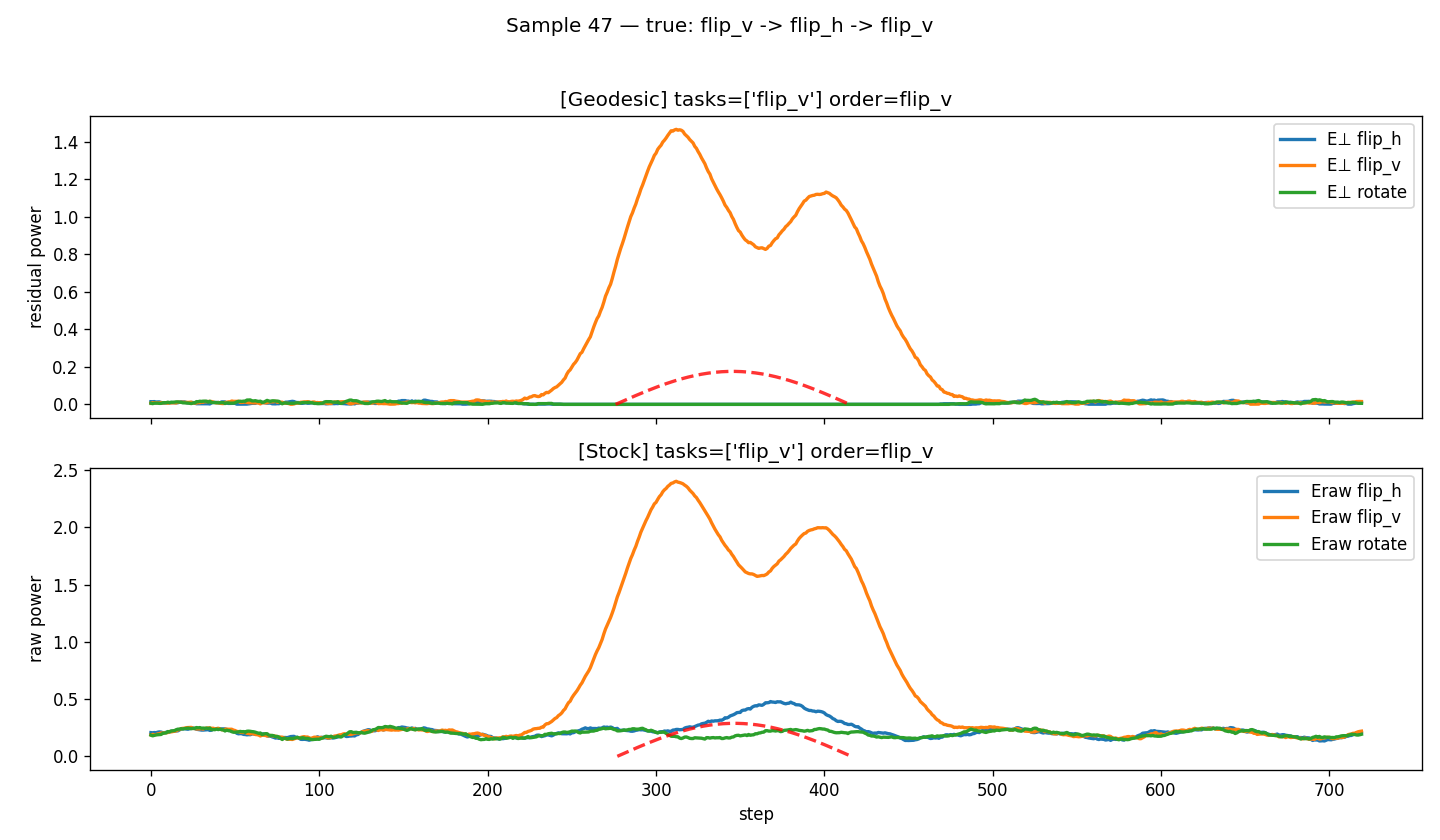 Sample 47 — true: flip_v -> flip_h -> flip_v
[Geodesic] tasks=['flip_v'] order=flip_v
residual power
1.4
1.2
1.0
0.8
0.6
0.4
0.2
0.0
E⊥ flip_h
E⊥ flip_v
E⊥ rotate
[Stock] tasks=['flip_v'] order=flip_v
raw power
2.5
2.0
1.5
1.0
0.5
0.0
Eraw flip_h
Eraw flip_v
Eraw rotate
0 100 200 300 400 500 600 700
step